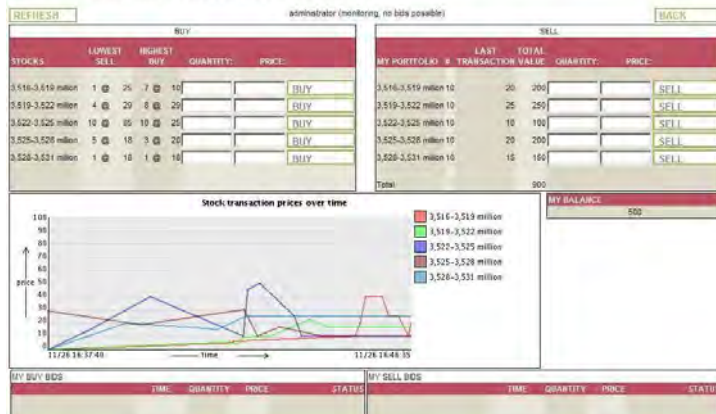 REFRESH administrator (monitoring, no bids possible) BACK
BUY
LOWEST HIGHEST
STOCKS SELL BUY QUANTITY: PRICE:
3,516-3,519 million 1 @ 25 7 @ 10 BUY
3,519-3,522 million 4 @ 29 8 @ 29 BUY
3,522-3,525 million 10 @ 85 10 @ 25 BUY
3,525-3,528 million 5 @ 18 3 @ 20 BUY
3,528-3,531 million 1 @ 18 1 @ 18 BUY
SELL
LAST TOTAL
MY PORTFOLIO # TRANSACTION VALUE QUANTITY: PRICE:
3,516-3,519 million 10 20 200 SELL
3,519-3,522 million 10 25 250 SELL
3,522-3,525 million 10 10 100 SELL
3,525-3,528 million 10 20 200 SELL
3,528-3,531 million 10 15 150 SELL
Total 900
Stock transaction prices over time
100
90
80
70
60
50
40
30
20
10
0
price
11/26 16:37:40 time 11/26 16:46:35
3,516-3,519 million
3,519-3,522 million
3,522-3,525 million
3,525-3,528 million
3,528-3,531 million
MY BALANCE
500
MY BUY BIDS
TIME QUANTITY PRICE STATUS
MY SELL BIDS
TIME QUANTITY PRICE STATUS